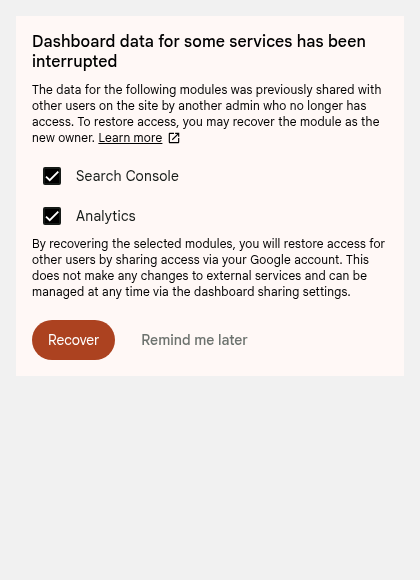 Dashboard data for some services has been
interrupted
The data for the following modules was previously shared with
other users on the site by another admin who no longer has
access. To restore access, you may recover the module as the
new owner. Learn more
Search Console
Analytics
By recovering the selected modules, you will restore access for
other users by sharing access via your Google account. This
does not make any changes to external services and can be
managed at any time via the dashboard sharing settings.
Recover Remind me later